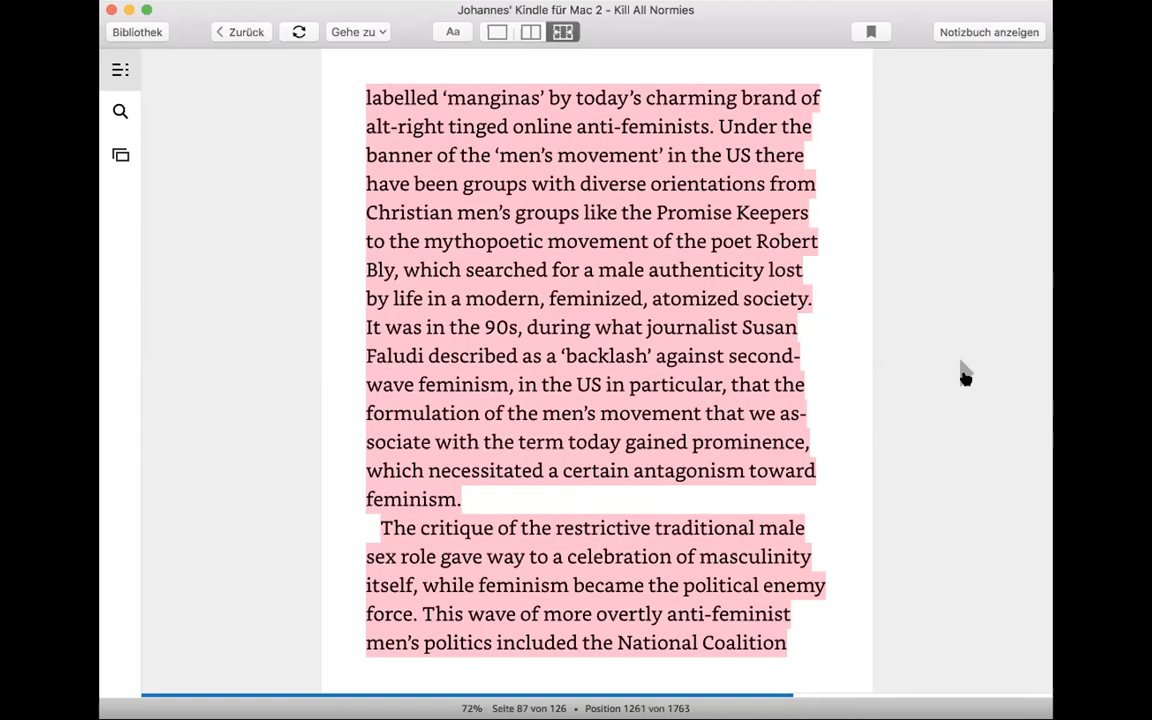 Johannes' Kindle für Mac 2 - Kill All Normies
Bibliothek
Zurück
Gehe zu
Aa
Notizbuch anzeigen
labelled ‘manginas’ by today’s charming brand of
alt-right tinged online anti-feminists. Under the
banner of the ‘men’s movement’ in the US there
have been groups with diverse orientations from
Christian men’s groups like the Promise Keepers
to the mythopoetic movement of the poet Robert
Bly, which searched for a male authenticity lost
by life in a modern, feminized, atomized society.
It was in the 90s, during what journalist Susan
Faludi described as a ‘backlash’ against second-
wave feminism, in the US in particular, that the
formulation of the men’s movement that we as-
sociate with the term today gained prominence,
which necessitated a certain antagonism toward
feminism.
The critique of the restrictive traditional male
sex role gave way to a celebration of masculinity
itself, while feminism became the political enemy
force. This wave of more overtly anti-feminist
men’s politics included the National Coalition
72% Seite 87 von 126 • Position 1261 von 1763